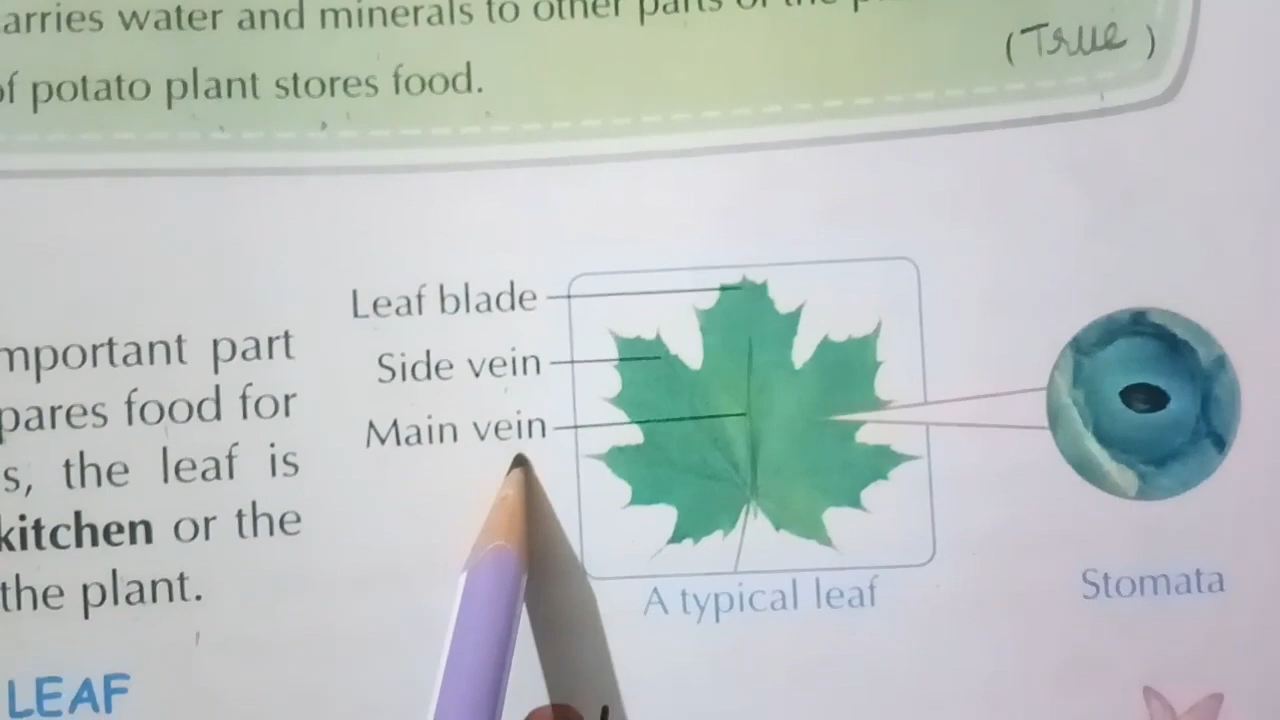 arries water and minerals to other parts of the
(True)
of potato plant stores food.
Leaf blade
Side vein
Main vein
mportant part
pares food for
s, the leaf is
kitchen or the
the plant.
A typical leaf
Stomata
LEAF